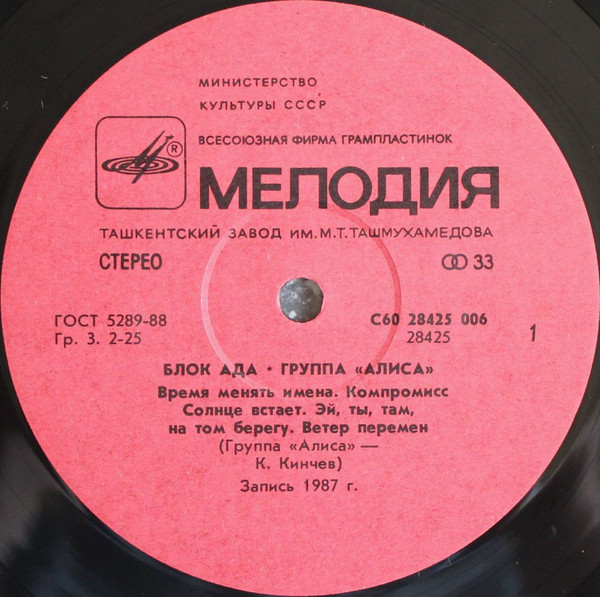 МИНИСТЕРСТВО
КУЛЬТУРЫ СССР
ВСЕСОЮЗНАЯ ФИРМА ГРАМПЛАСТИНОК
®
МЕЛОДИЯ
ТАШКЕНТСКИЙ ЗАВОД ИМ.М.Т.ТАШМУХАМЕДОВА
СТЕРЕО 33
ГОСТ 5289-88 С60 28425 006
Гр. 3. 2-25 28425 1
БЛОК АДА • ГРУППА «АЛИСА»
Время менять имена. Компромисс
Солнце встает. Эй, ты, там,
на том берегу. Ветер перемен
(Группа «Алиса» —
К. Кинчев)
Запись 1987 г.